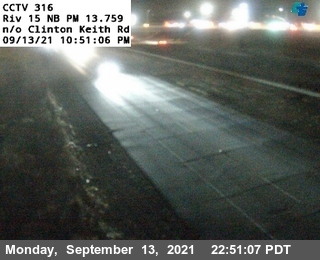 CCTV 316
Riv 15 NB PM 13.759
n/o Clinton Keith Rd
09/13/21 10:51:06 PM
Monday, September 13, 2021 22:51:07 PDT